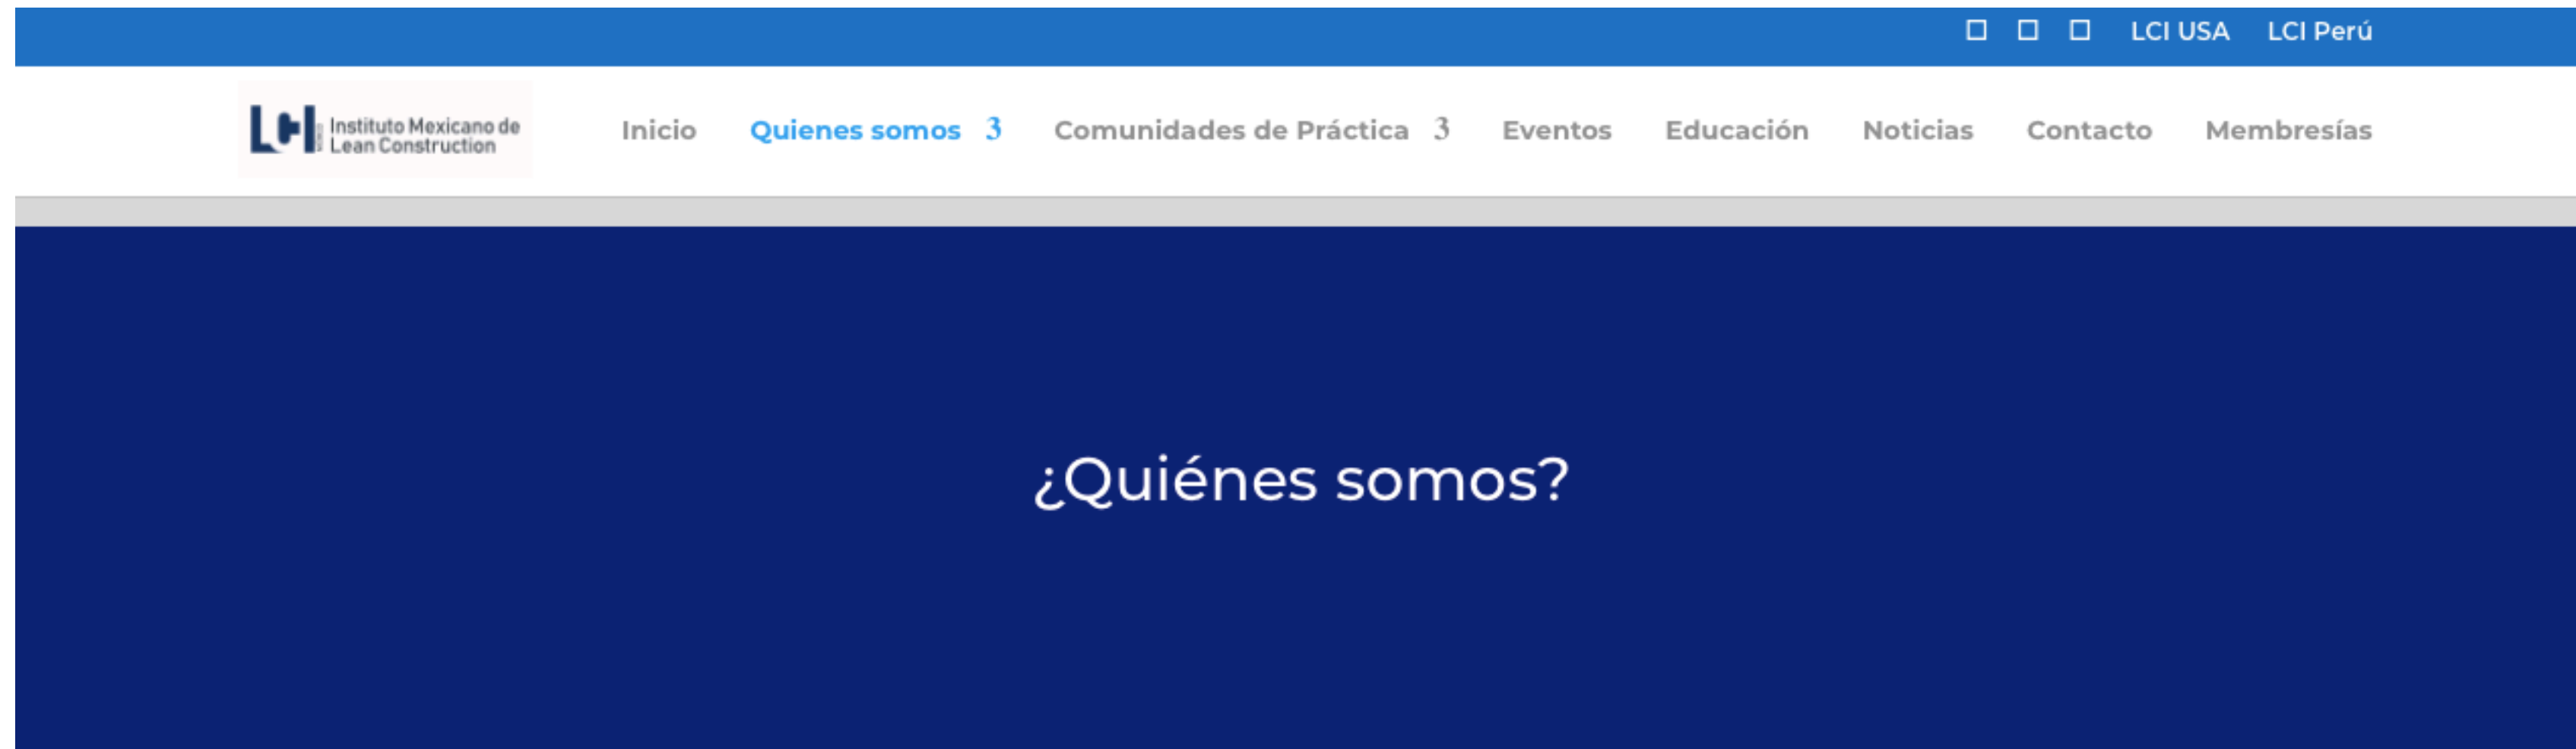 LCI USA LCI Perú
LCI Instituto Mexicano de
Lean Construction
Inicio Quienes somos 3 Comunidades de Práctica 3 Eventos Educación Noticias Contacto Membresías
¿Quiénes somos?